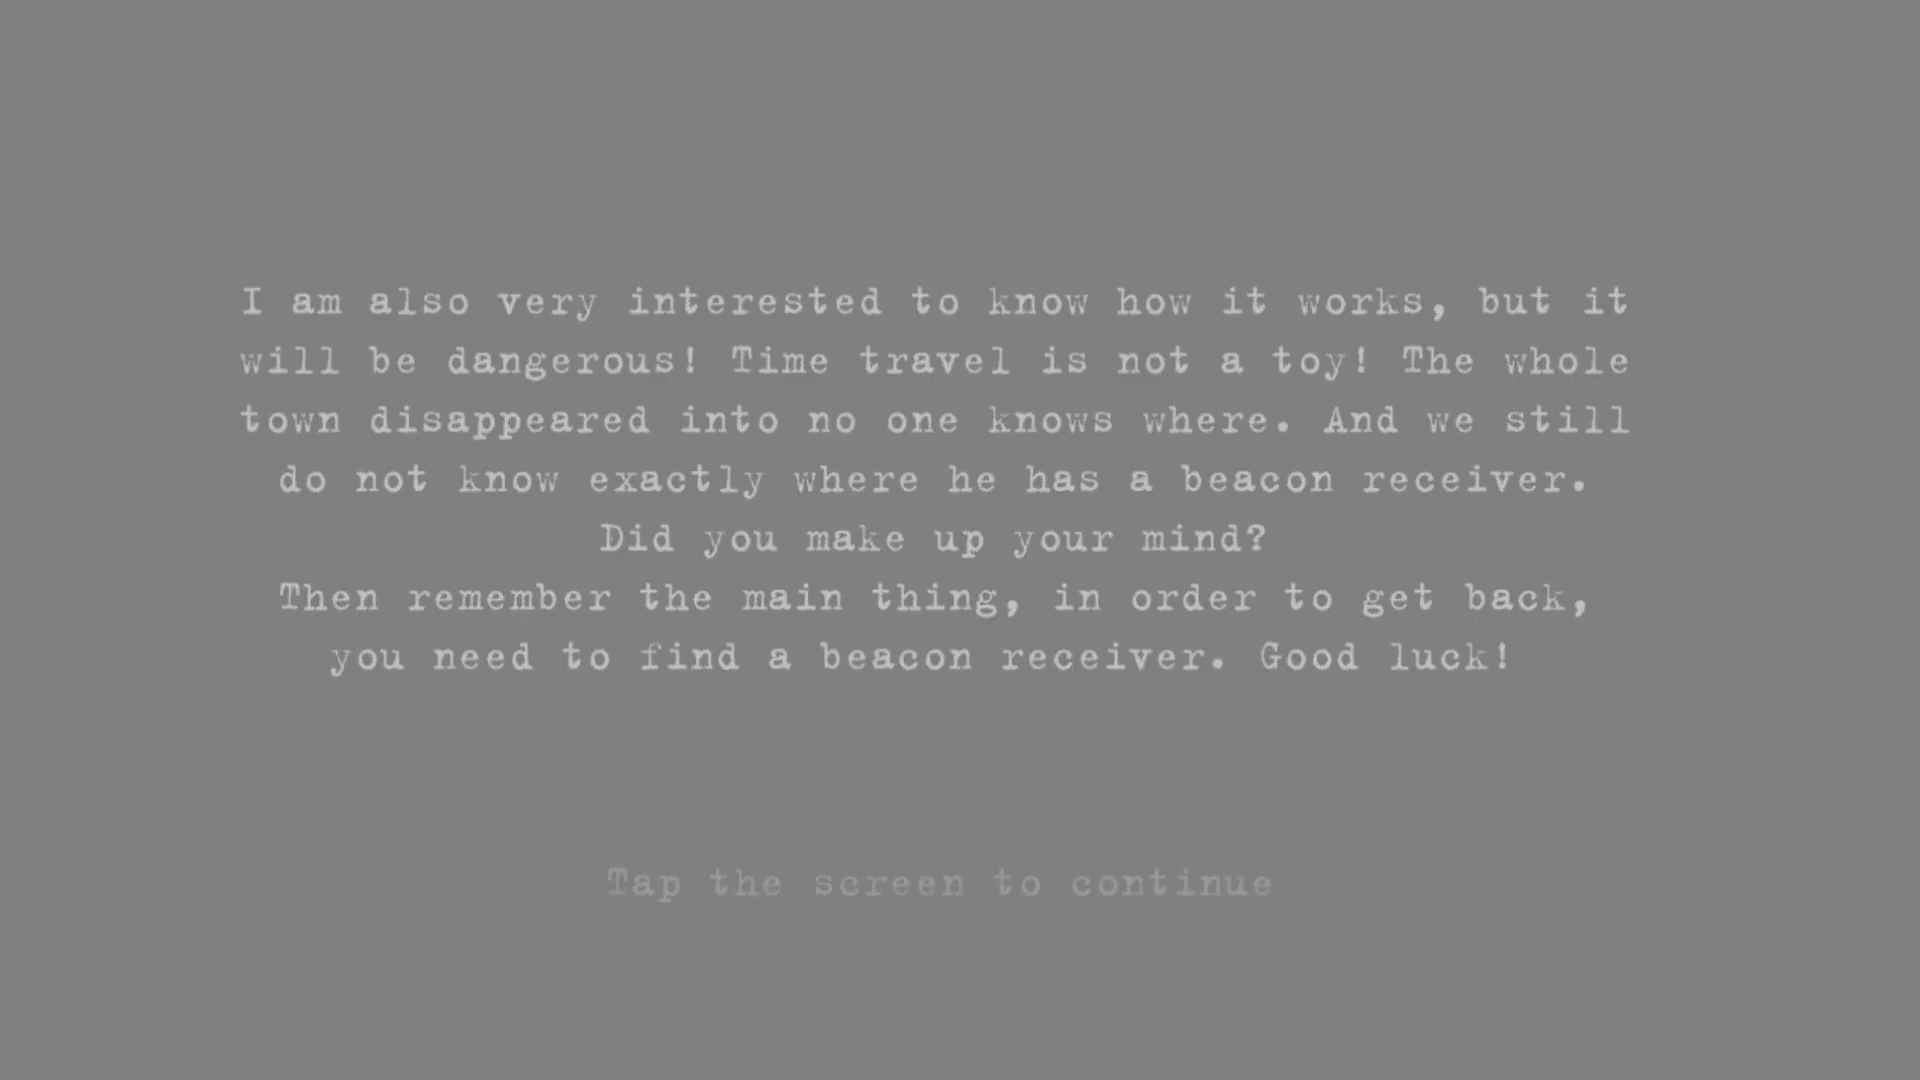 I am also very interested to know how it works, but it
will be dangerous! Time travel is not a toy! The whole
town disappeared into no one knows where. And we still
do not know exactly where he has a beacon receiver.
Did you make up your mind?
Then remember the main thing, in order to get back,
you need to find a beacon receiver. Good luck!
Tap the screen to continue